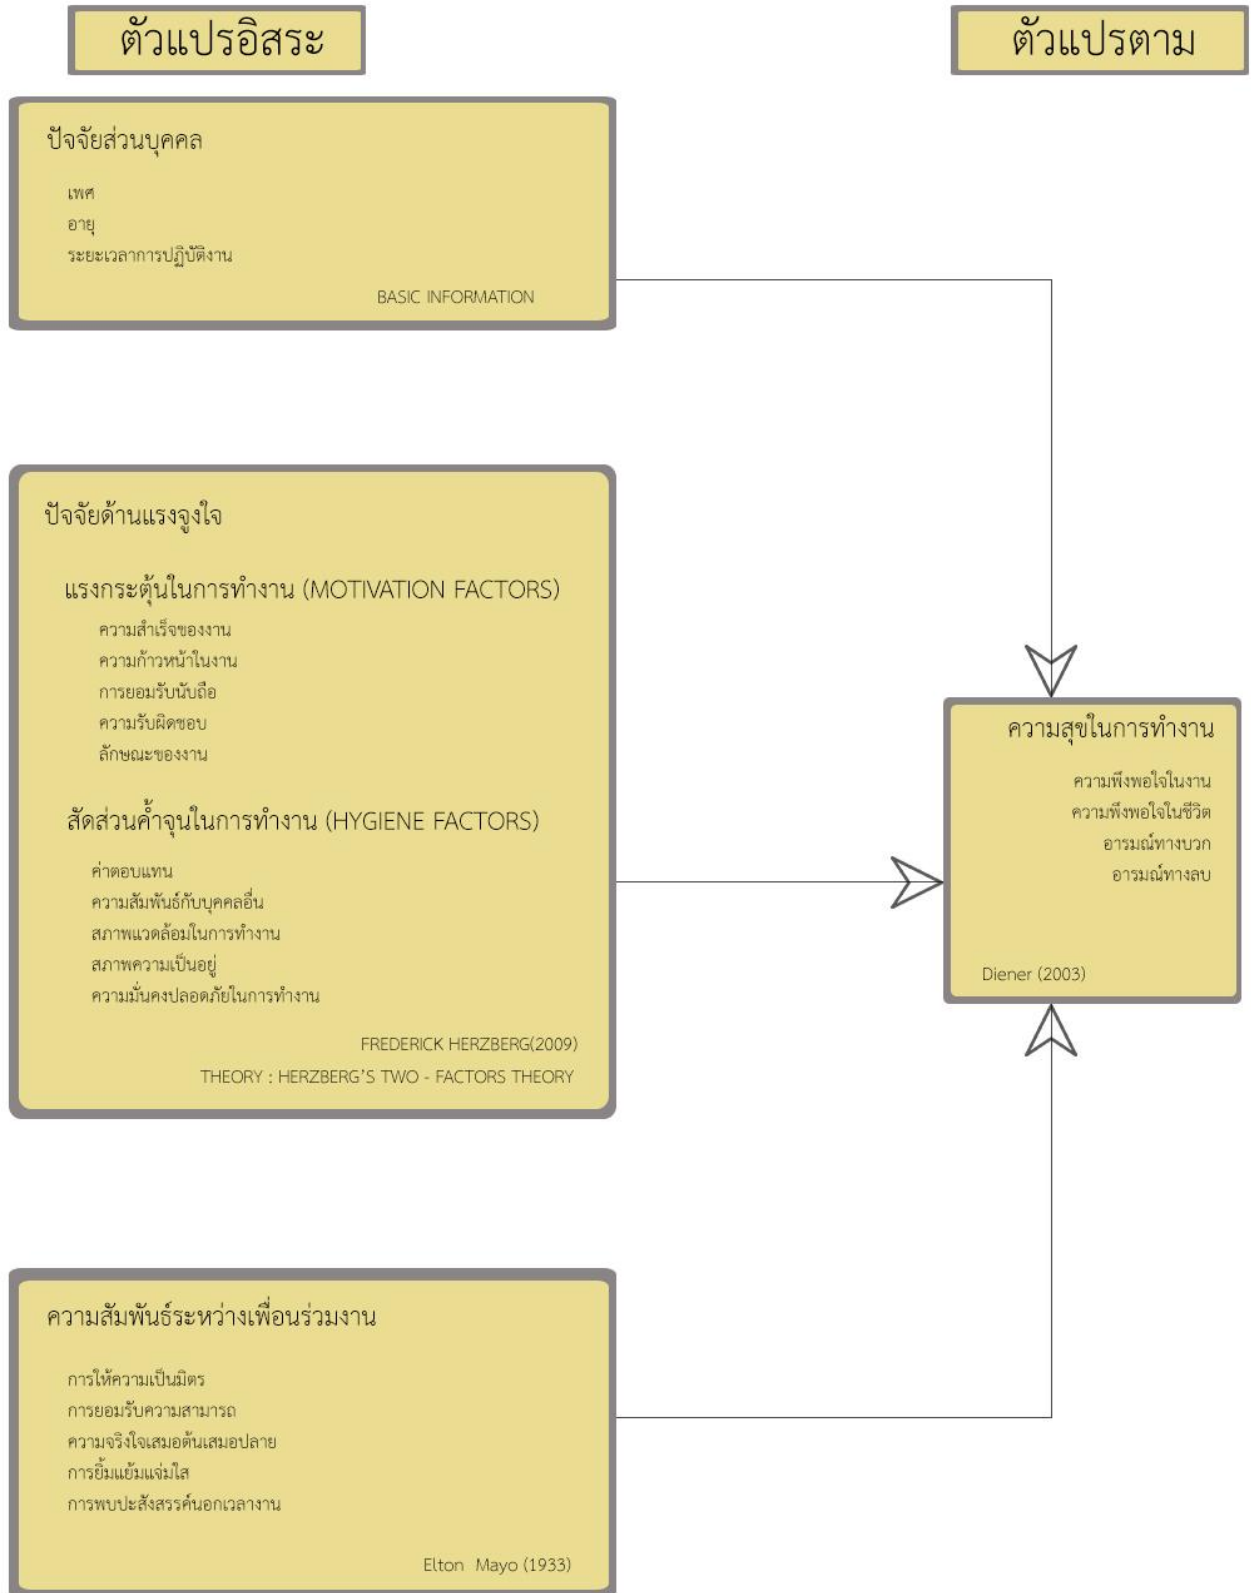 ตัวแปรอิสระ
ตัวแปรตาม
ปัจจัยส่วนบุคคล
เพศ
อายุ
ระยะเวลาการปฏิบัติงาน
BASIC INFORMATION
ปัจจัยด้านแรงจูงใจ
แรงกระตุ้นในการทำงาน (MOTIVATION FACTORS)
ความสำเร็จของงาน
ความก้าวหน้าในงาน
การยอมรับนับถือ
ความรับผิดชอบ
ลักษณะของงาน
สัดส่วนค้ำจุนในการทำงาน (HYGIENE FACTORS)
ค่าตอบแทน
ความสัมพันธ์กับบุคคลอื่น
สภาพแวดล้อมในการทำงาน
สภาพความเป็นอยู่
ความมั่นคงปลอดภัยในการทำงาน
FREDERICK HERZBERG(2009)
THEORY : HERZBERG'S TWO - FACTORS THEORY
ความสุขในการทำงาน
ความพึงพอใจในงาน
ความพึงพอใจในชีวิต
อารมณ์ทางบวก
อารมณ์ทางลบ
Diener (2003)
ความสัมพันธ์ระหว่างเพื่อนร่วมงาน
การให้ความเป็นมิตร
การยอมรับความสามารถ
ความจริงใจเสมอต้นเสมอปลาย
การยิ้มแย้มแจ่มใส
การพบปะสังสรรค์นอกเวลางาน
Elton Mayo (1933)